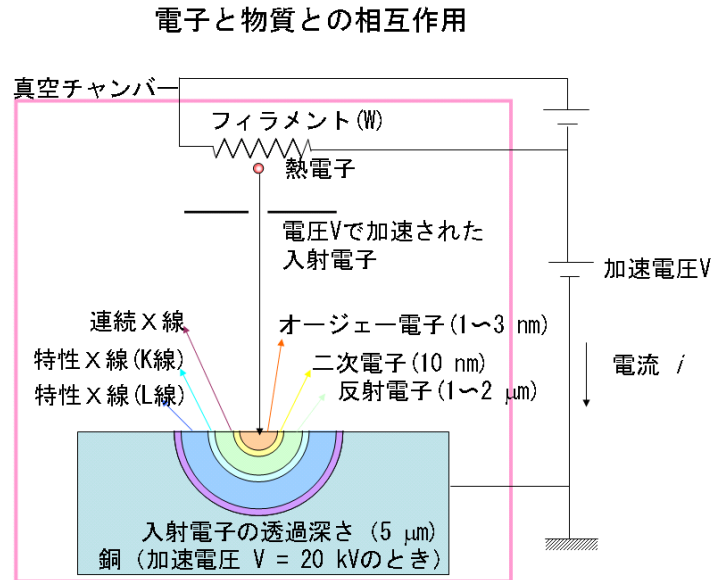 電子と物質との相互作用
真空チャンバー
フィラメント(W)
熱電子
電圧Vで加速された
入射電子
加速電圧V
連続X線
オージェー電子(1〜3 nm)
特性X線(K線)
二次電子(10 nm)
電流 i
特性X線(L線)
反射電子(1〜2 μm)
入射電子の透過深さ (5 μm)
銅 (加速電圧 V = 20 kVのとき)